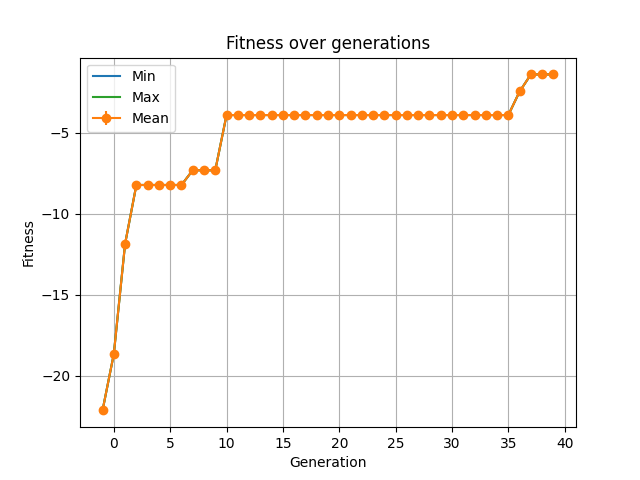 Fitness over generations
Min
Max
Mean
Fitness
−5
−10
−15
−20
0 5 10 15 20 25 30 35 40
Generation